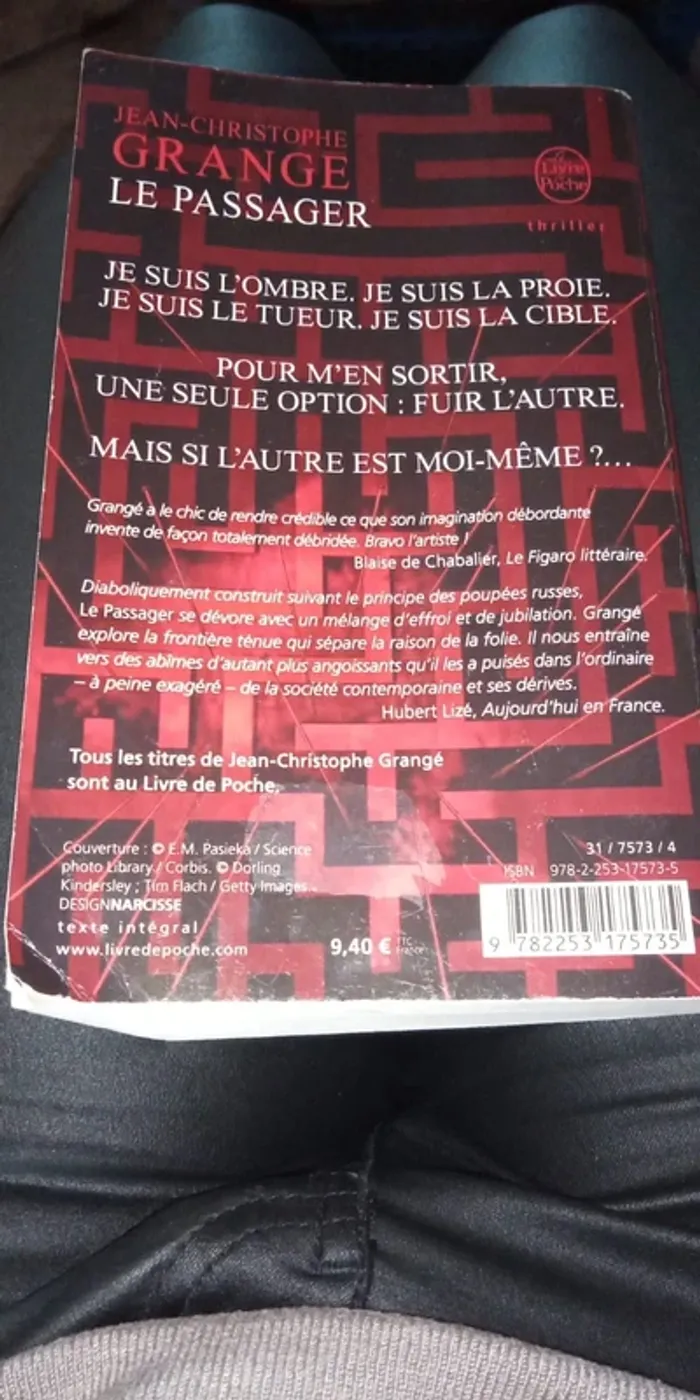 JEAN-CHRISTOPHE
GRANGÉ
LE PASSAGER
Le Livre de Poche
thriller
JE SUIS L'OMBRE. JE SUIS LA PROIE.
JE SUIS LE TUEUR. JE SUIS LA CIBLE.
POUR M'EN SORTIR,
UNE SEULE OPTION : FUIR L'AUTRE.
MAIS SI L'AUTRE EST MOI-MÊME ?...
Grangé a le chic de rendre crédible ce que son imagination débordante
invente de façon totalement débridée. Bravo l'artiste !
Blaise de Chabalier, Le Figaro littéraire.
Diaboliquement construit suivant le principe des poupées russes,
Le Passager se dévore avec un mélange d'effroi et de jubilation. Grangé
explore la frontière ténue qui sépare la raison de la folie. Il nous entraîne
vers des abîmes d'autant plus angoissants qu'il les a puisés dans l'ordinaire
– à peine exagéré – de la société contemporaine et ses dérives.
Hubert Lizé, Aujourd'hui en France.
Tous les titres de Jean-Christophe Grangé
sont au Livre de Poche.
Couverture : © E.M. Pasieka / Science
photo Library / Corbis. © Dorling
Kindersley ; Tim Flach / Getty Images.
DESIGNNARCISSE
texte intégral
www.livredepoche.com
9,40 € TTC FRANCE
31 / 7573 / 4
ISBN 978-2-253-17573-5
9 782253 175735